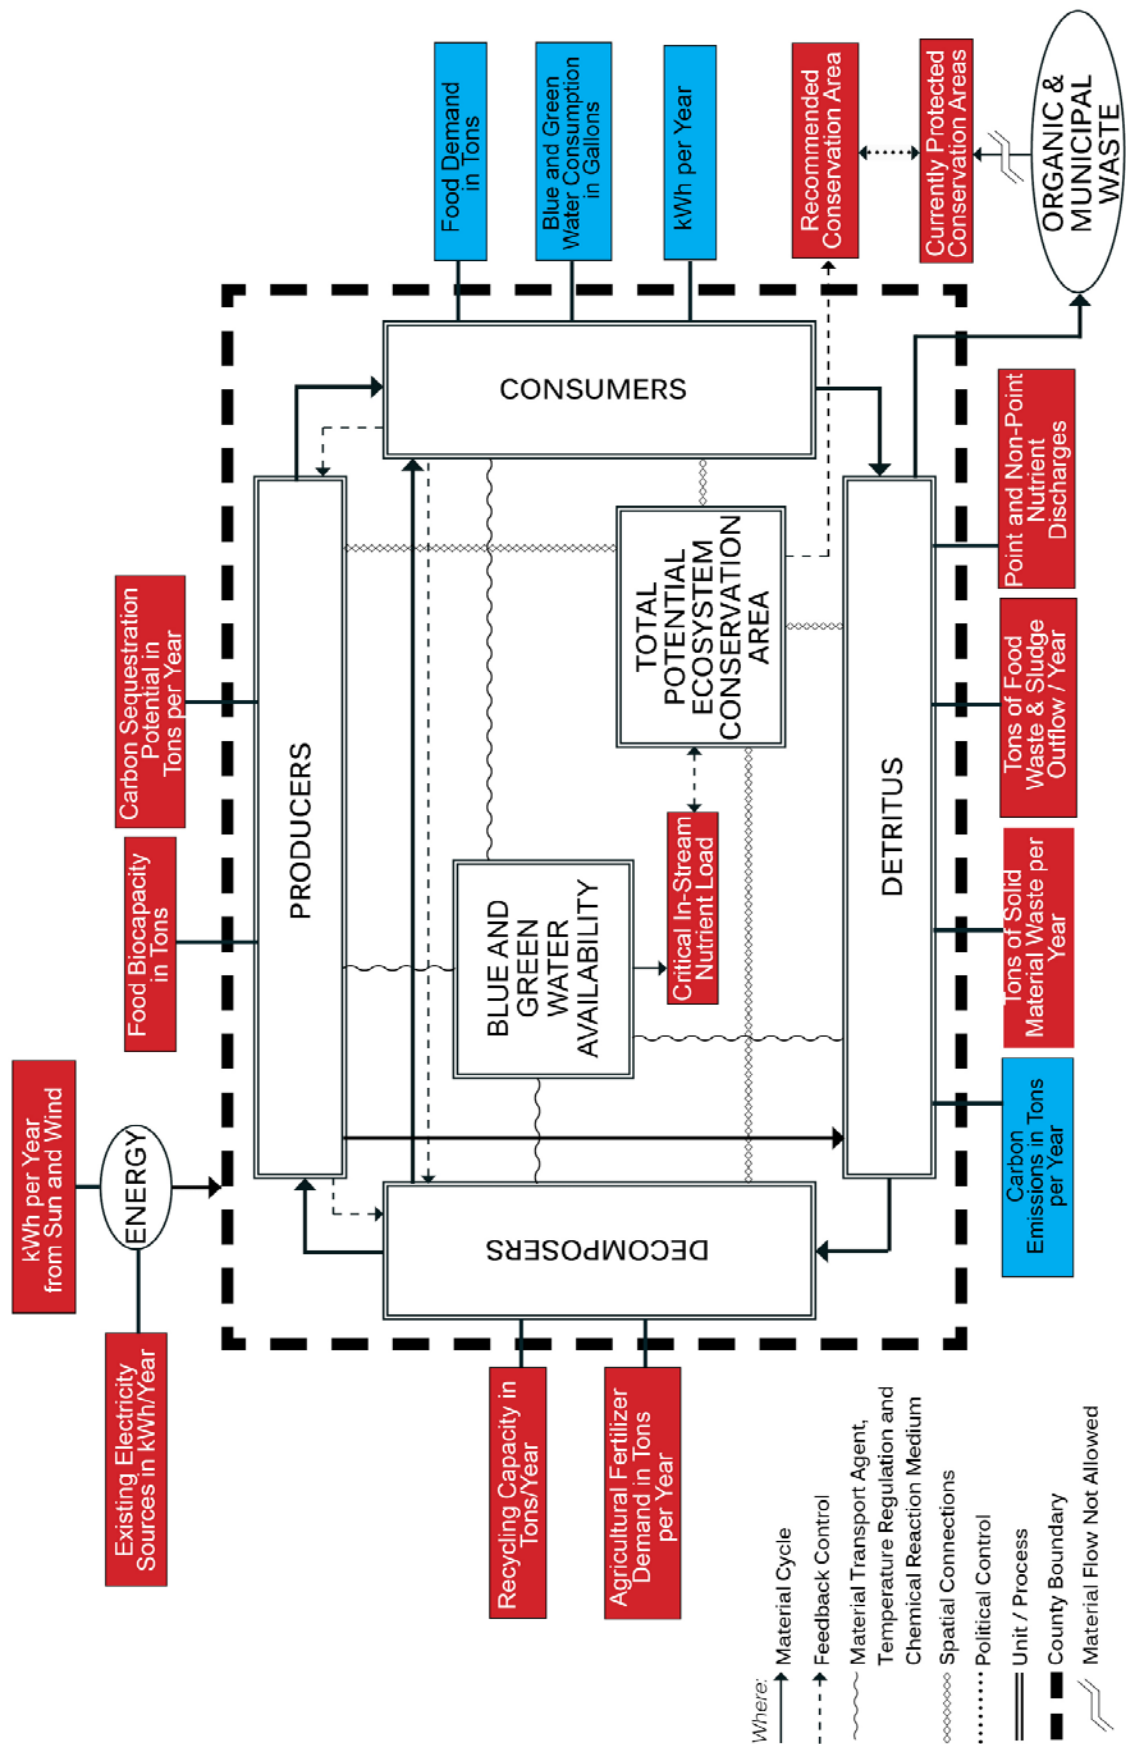 kWh per Year
from Sun and Wind
ENERGY
Existing Electricity
Sources in kWh/Year
Food Biocapacity
in Tons
Carbon Sequestration
Potential in
Tons per Year
Food Demand
in Tons
Blue and Green
Water Consumption
in Gallons
kWh per Year
Recommended
Conservation Area
Currently Protected
Conservation Areas
ORGANIC &
MUNICIPAL
WASTE
PRODUCERS
CONSUMERS
BLUE AND
GREEN
WATER
AVAILABILITY
TOTAL
POTENTIAL
ECOSYSTEM
CONSERVATION
AREA
Critical In-Stream
Nutrient Load
DECOMPOSERS
DETRITUS
Recycling Capacity in
Tons/Year
Agricultural Fertilizer
Demand in Tons
per Year
Carbon
Emissions in Tons
per Year
Tons of Solid
Material Waste per
Year
Tons of Food
Waste & Sludge
Outflow / Year
Point and Non-Point
Nutrient
Discharges
Where:
Material Cycle
Feedback Control
Material Transport Agent,
Temperature Regulation and
Chemical Reaction Medium
Spatial Connections
Political Control
Unit / Process
County Boundary
Material Flow Not Allowed